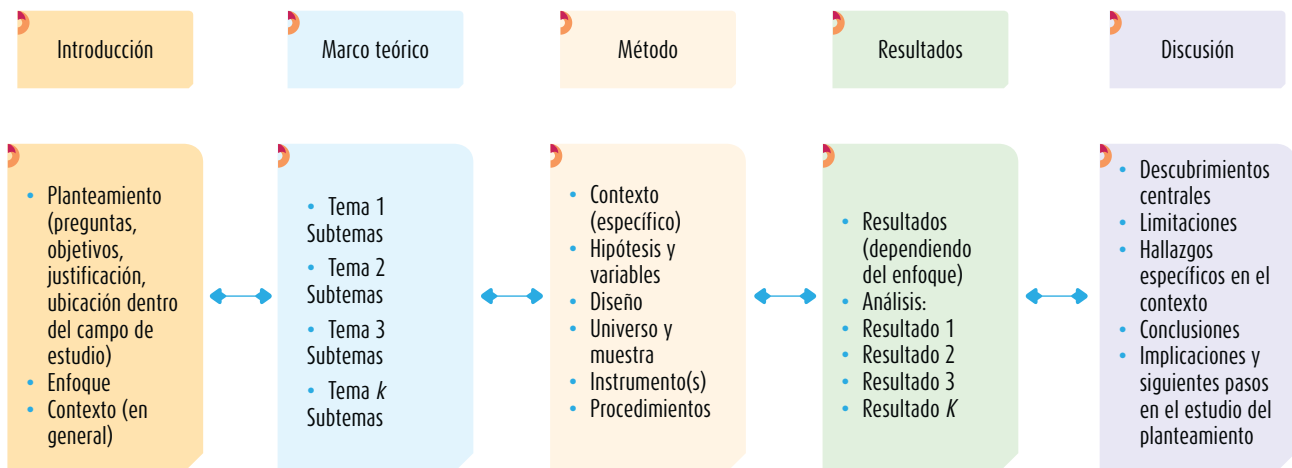 Introducción
Marco teórico
Método
Resultados
Discusión
• Planteamiento
(preguntas,
objetivos,
justificación,
ubicación dentro
del campo de
estudio)
• Enfoque
• Contexto (en
general)
• Tema 1
Subtemas
• Tema 2
Subtemas
• Tema 3
Subtemas
• Tema k
Subtemas
• Contexto
(específico)
• Hipótesis y
variables
• Diseño
• Universo y
muestra
• Instrumento(s)
• Procedimientos
• Resultados
(dependiendo
del enfoque)
• Análisis:
• Resultado 1
• Resultado 2
• Resultado 3
• Resultado K
• Descubrimientos
centrales
• Limitaciones
• Hallazgos
específicos en el
contexto
• Conclusiones
• Implicaciones y
siguientes pasos
en el estudio del
planteamiento